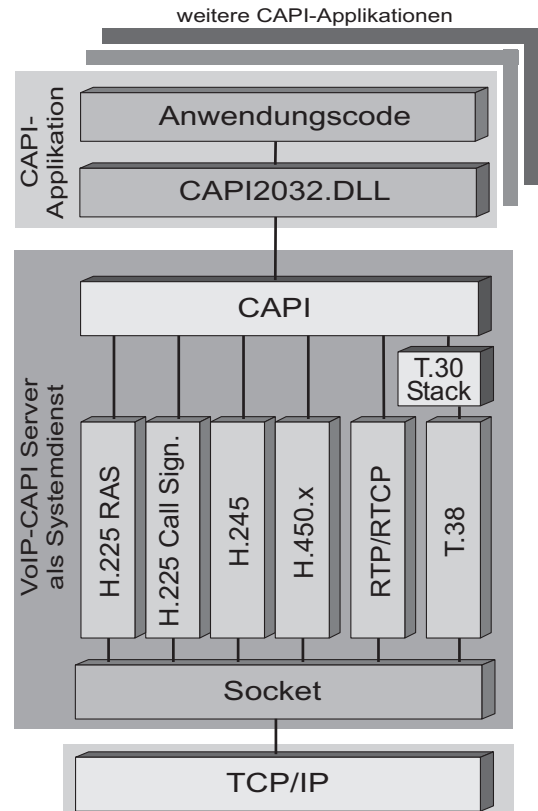 weitere CAPI-Applikationen
CAPI-
Applikation
Anwendungscode
CAPI2032.DLL
VoIP-CAPI Server
als Systemdienst
CAPI
T.30
Stack
H.225 RAS
H.225 Call Sign.
H.245
H.450.x
RTP/RTCP
T.38
Socket
TCP/IP